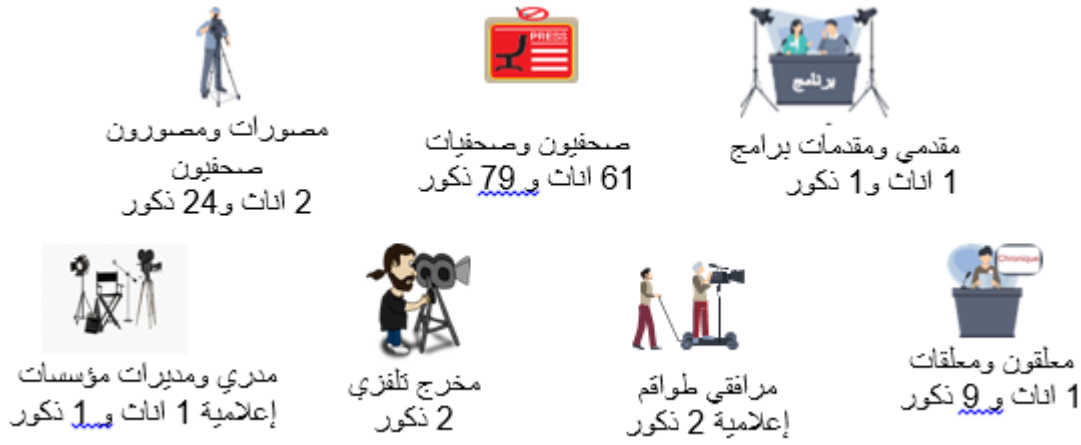 برنامج
مقدمي ومقدمات برامج
1 اناث و1 ذكور
PRESS
صحفيون وصحفيات
61 اناث و 79 ذكور
مصورات ومصورون
صحفيون
2 اناث و24 ذكور
Chronique
معلقون ومعلقات
1 اناث و 9 ذكور
مرافقي طواقم
إعلامية 2 ذكور
مخرج تلفزي
2 ذكور
مدري ومديرات مؤسسات
إعلامية 1 اناث و 1 ذكور